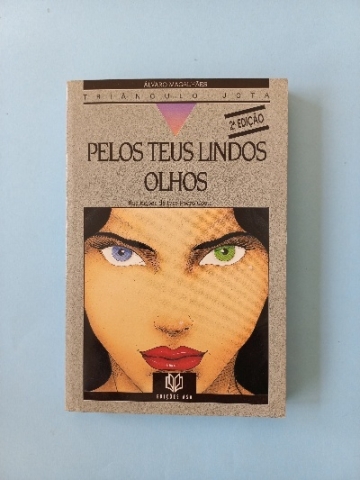 ÁLVARO MAGALHÃES
TRIÂNGULO JOTA
2ª EDIÇÃO
PELOS TEUS LINDOS
OLHOS
EDIÇÕES ASA